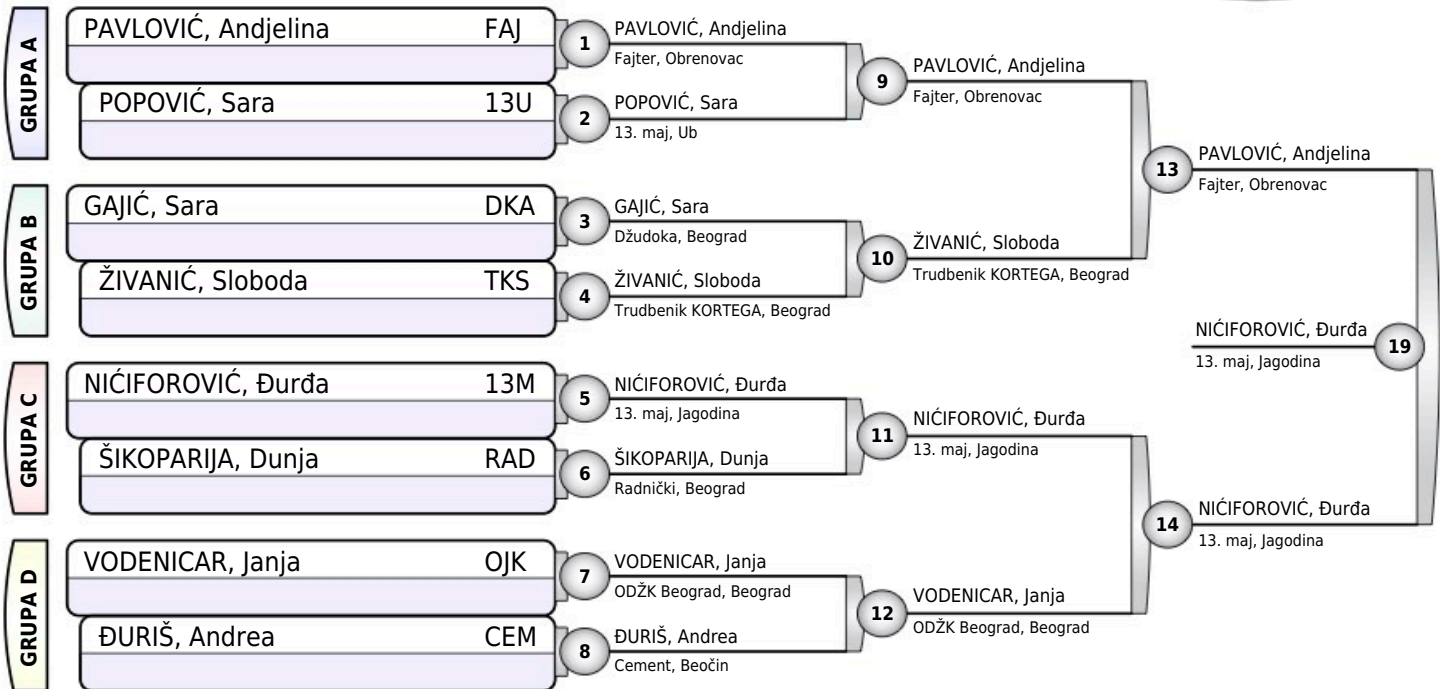 GRUPA A
PAVLOVIĆ, Andjelina FAJ
POPOVIĆ, Sara 13U
GRUPA B
GAJIĆ, Sara DKA
ŽIVANIĆ, Sloboda TKS
GRUPA C
NIĆIFOROVIĆ, Đurđa 13M
ŠIKOPARIJA, Dunja RAD
GRUPA D
VODENICAR, Janja OJK
ĐURIŠ, Andrea CEM
1
PAVLOVIĆ, Andjelina
Fajter, Obrenovac
2
POPOVIĆ, Sara
13. maj, Ub
3
GAJIĆ, Sara
Džudoka, Beograd
4
ŽIVANIĆ, Sloboda
Trudbenik KORTEGA, Beograd
5
NIĆIFOROVIĆ, Đurđa
13. maj, Jagodina
6
ŠIKOPARIJA, Dunja
Radnički, Beograd
7
VODENICAR, Janja
ODŽK Beograd, Beograd
8
ĐURIŠ, Andrea
Cement, Beočin
9
PAVLOVIĆ, Andjelina
Fajter, Obrenovac
10
ŽIVANIĆ, Sloboda
Trudbenik KORTEGA, Beograd
11
NIĆIFOROVIĆ, Đurđa
13. maj, Jagodina
12
VODENICAR, Janja
ODŽK Beograd, Beograd
13
PAVLOVIĆ, Andjelina
Fajter, Obrenovac
14
NIĆIFOROVIĆ, Đurđa
13. maj, Jagodina
NIĆIFOROVIĆ, Đurđa
13. maj, Jagodina
19